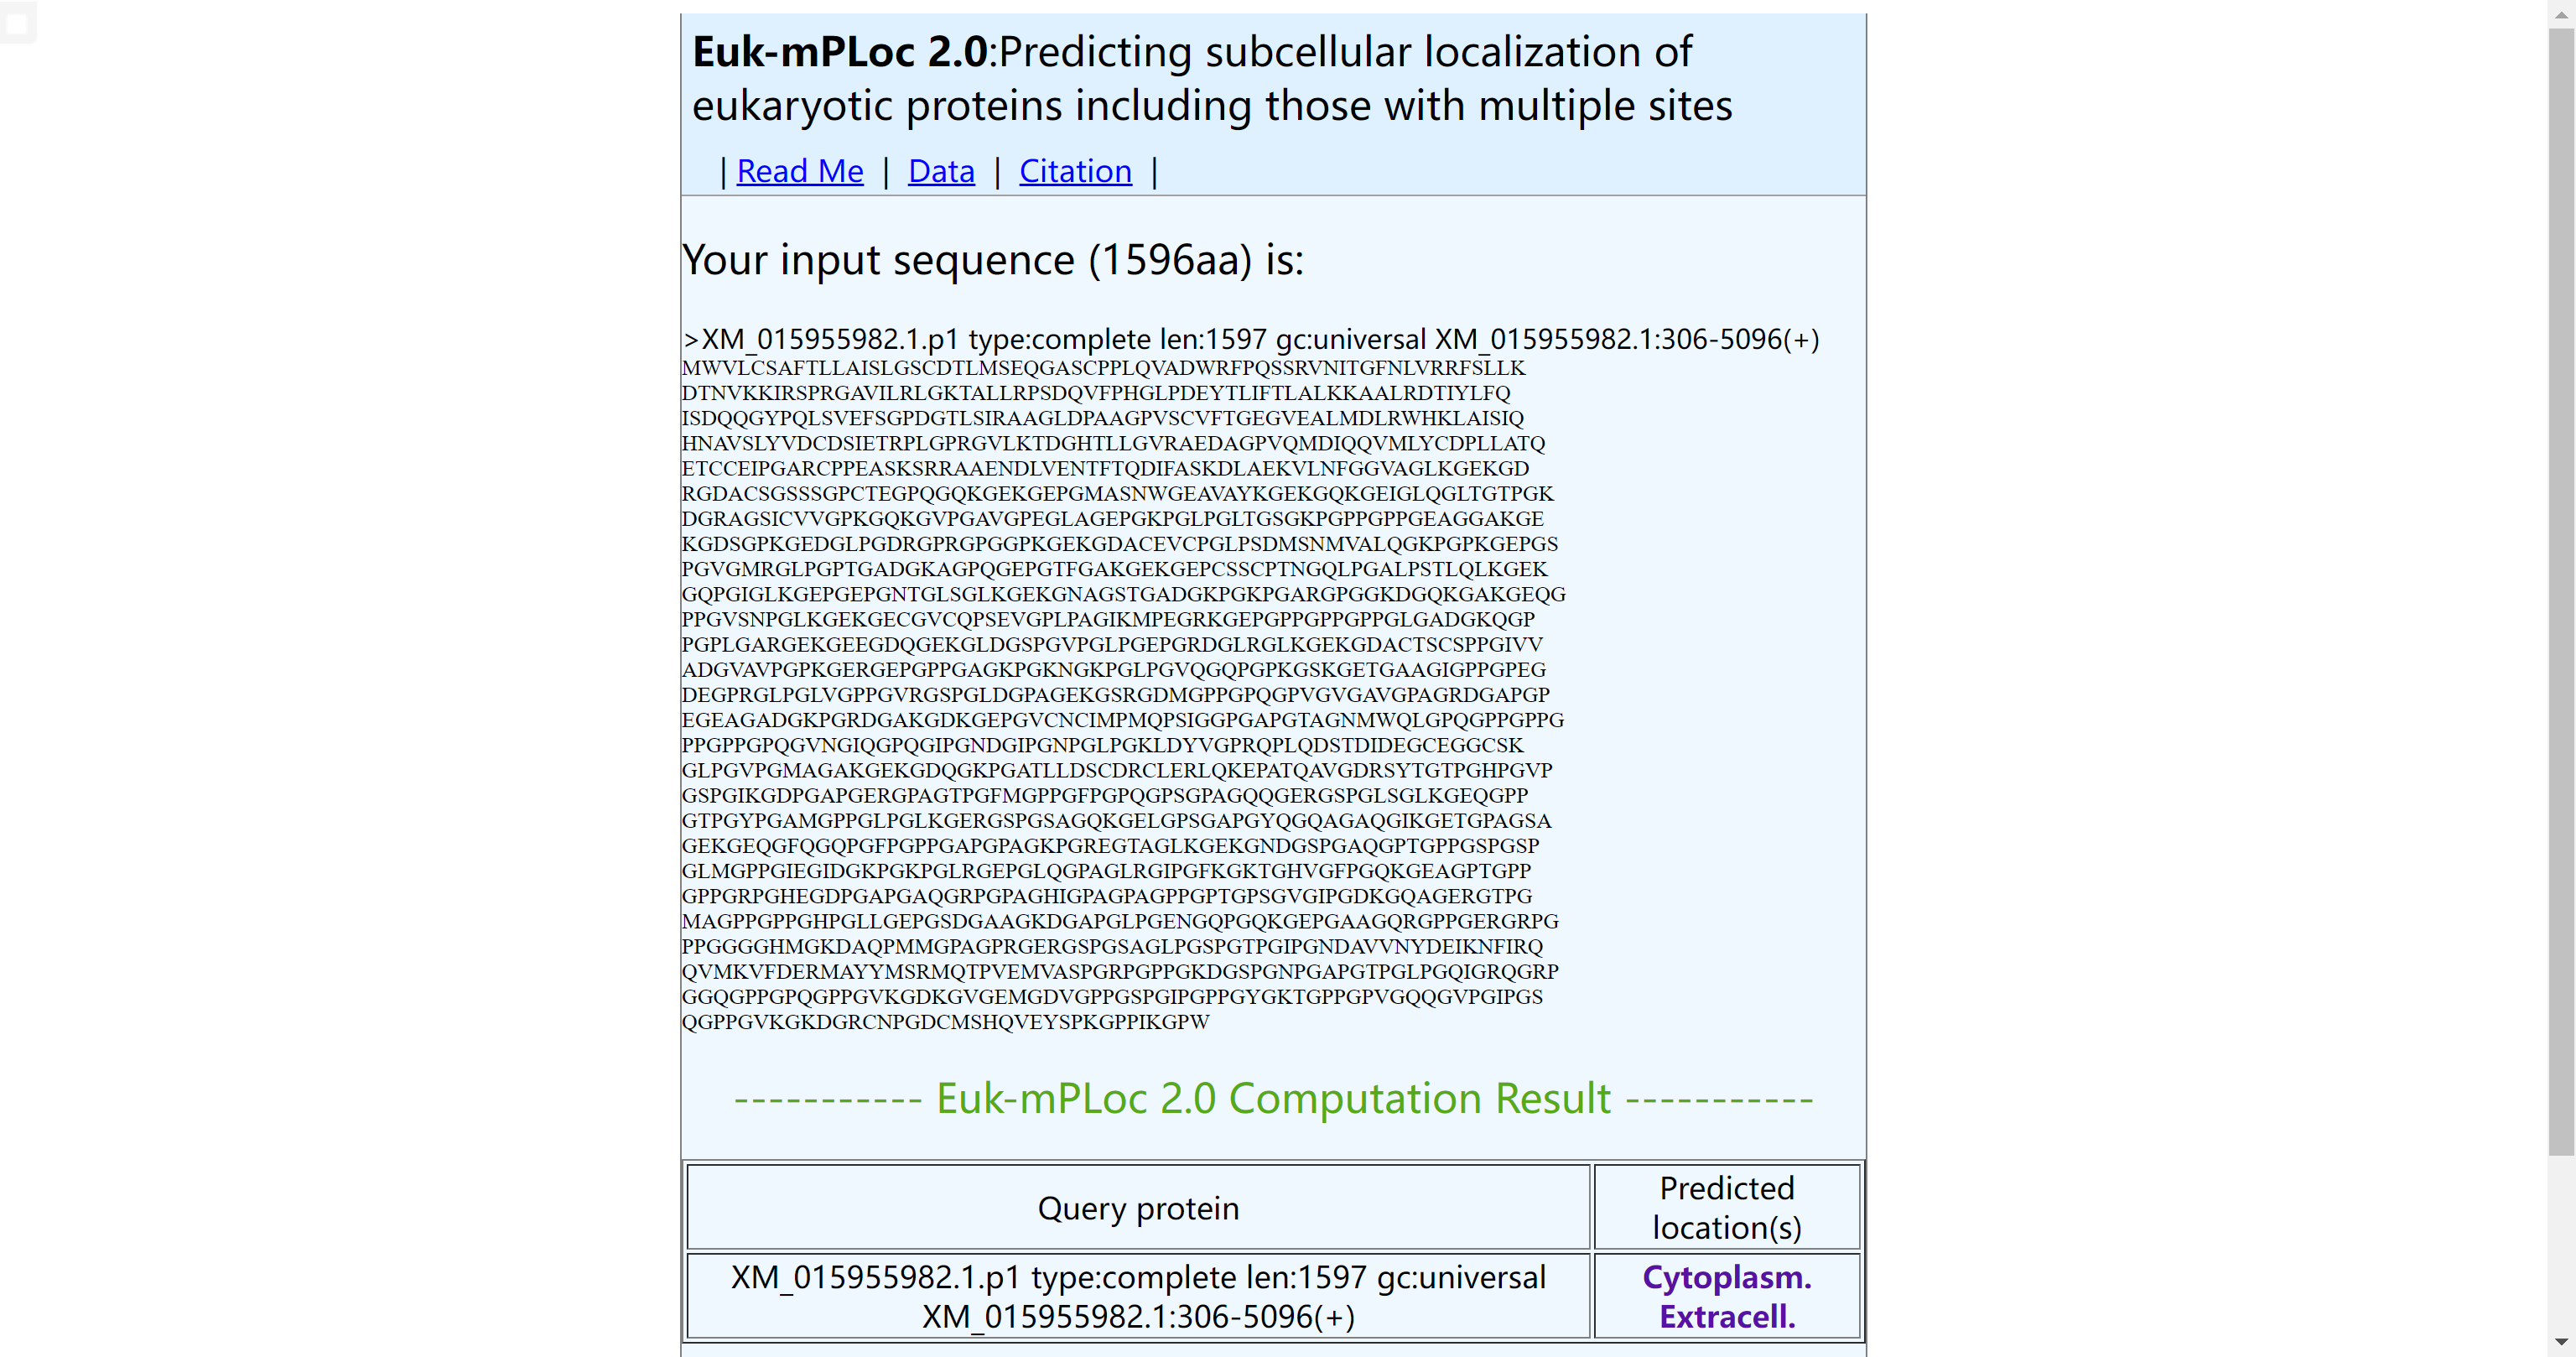 Euk-mPLoc 2.0:Predicting subcellular localization of
eukaryotic proteins including those with multiple sites
| Read Me | Data | Citation |
Your input sequence (1596aa) is:
>XM_015955982.1.p1 type:complete len:1597 gc:universal XM_015955982.1:306-5096(+)
MWVLCSAFTLLAISLGSCDTLMSEQGASCPPLQVADWRFPQSSRVNITGFNLVRRFSLLK
DTNVKKIRSPRGAVILRLGKTALLRPSDQVFPHGLPDEYTLIFTLALKKAALRDTIYLFQ
ISDQQGYPQLSVEFSGPDGTLSIRAAGLDPAAGPVSCVFTGEGVEALMDLRWHKLAISIQ
HNAVSLYVDCDSIETRPLGPRGVLKTDGHTLLGVRAEDAGPVQMDIQQVMLYCDPLLATQ
ETCCEIPGARCPPEASKSRRAAENDLVENTFTQDIFASKDLAEKVLNFGGVAGLKGEKGD
RGDACSGSSSGPCTEGPQGQKGEKGEPGMASNWGEAVAYKGEKGQKGEIGLQGLTGTPGK
DGRAGSICVVGPKGQKGVPGAVGPEGLAGEPGKPGLPGLTGSGKPGPPGPPGEAGGAKGE
KGDSGPKGEDGLPGDRGPRGPGGPKGEKGDACEVCPGLPSDMSNMVALQGKPGPKGEPGS
PGVGMRGLPGPTGADGKAGPQGEPGTFGAKGEKGEPCSSCPTNGQLPGALPSTLQLKGEK
GQPGIGLKGEPGEPGNTGLSGLKGEKGNAGSTGADGKPGKPGARGPGGKDGQKGAKGEQG
PPGVSNPGLKGEKGECGVCQPSEVGPLPAGIKMPEGRKGEPGPPGPPGPPGLGADGKQGP
PGPLGARGEKGEEGDQGEKGLDGSPGVPGLPGEPGRDGLRGLKGEKGDACTSCSPPGIVV
ADGVAVPGPKGERGEPGPPGAGKPGKNGKPGLPGVQGQPGPKGSKGETGAAGIGPPGPEG
DEGPRGLPGLVGPPGVRGSPGLDGPAGEKGSRGDMGPPGPQGPVGVGAVGPAGRDGAPGP
EGEAGADGKPGRDGAKGDKGEPGVCNCIMPMQPSIGGPGAPGTAGNMWQLGPQGPPGPPG
PPGPPGPQGVNGIQGPQGIPGNDGIPGNPGLPGKLDYVGPRQPLQDSTDIDEGCEGGCSK
GLPGVPGMAGAKGEKGDQGKPGATLLDSCDRCLERLQKEPATQAVGDRSYTGTPGHPGVP
GSPGIKGDPGAPGERGPAGTPGFMGPPGFPGPQGPSGPAGQQGERGSPGLSGLKGEQGPP
GTPGYPGAMGPPGLPGLKGERGSPGSAGQKGELGPSGAPGYQGQAGAQGIKGETGPAGSA
GEKGEQGFQGQPGFPGPPGAPGPAGKPGREGTAGLKGEKGNDGSPGAQGPTGPPGSPGSP
GLMGPPGIEGIDGKPGKPGLRGEPGLQGPAGLRGIPGFKGKTGHVGFPGQKGEAGPTGPP
GPPGRPGHEGDPGAPGAQGRPGPAGHIGPAGPAGPPGPTGPSGVGIPGDKGQAGERGTPG
MAGPPGPPGHPGLLGEPGSDGAAGKDGAPGLPGENGQPGQKGEPGAAGQRGPPGERGRPG
PPGGGGHMGKDAQPMMGPAGPRGERGSPGSAGLPGSPGTPGIPGNDAVVNYDEIKNFIRQ
QVMKVFDERMAYYMSRMQTPVEMVASPGRPGPPGKDGSPGNPGAPGTPGLPGQIGRQGRP
GGQGPPGPQGPPGVKGDKGVGEMGDVGPPGSPGIPGPPGYGKTGPPGPVGQQGVPGIPGS
QGPPGVKGKDGRCNPGDCMSHQVEYSPKGPPIKGPW
----------- Euk-mPLoc 2.0 Computation Result -----------
Query protein
Predicted
location(s)
XM_015955982.1.p1 type:complete len:1597 gc:universal
XM_015955982.1:306-5096(+)
Cytoplasm.
Extracell.